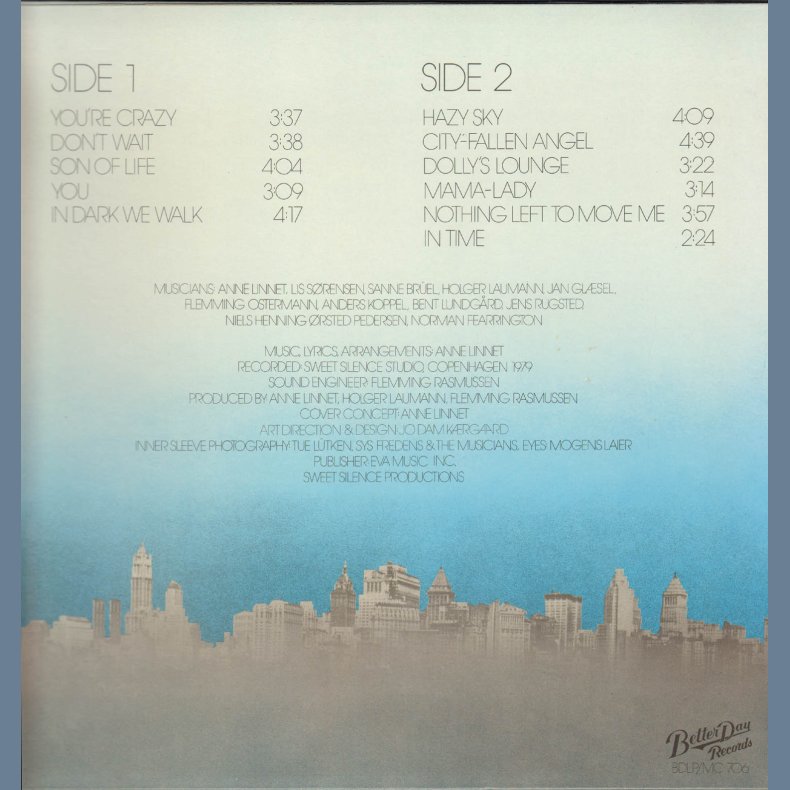 SIDE 1
YOU'RE CRAZY 3:37
DON'T WAIT 3:38
SON OF LIFE 4:04
YOU 3:09
IN DARK WE WALK 4:17
SIDE 2
HAZY SKY 4:09
CITY-FALLEN ANGEL 4:39
DOLLY'S LOUNGE 3:22
MAMA-LADY 3:14
NOTHING LEFT TO MOVE ME 3:57
IN TIME 2:24
MUSICIANS: ANNE LINNET, LIS SØRENSEN, SANNE BRÜEL, HOLGER LAUMANN, JAN GLÆSEL,
FLEMMING OSTERMANN, ANDERS KOPPEL, BENT LUNDGÅRD, JENS RUGSTED,
NIELS HENNING ØRSTED PEDERSEN, NORMAN FEARRINGTON
MUSIC, LYRICS, ARRANGEMENTS: ANNE LINNET
RECORDED: SWEET SILENCE STUDIO, COPENHAGEN 1979
SOUND ENGINEER: FLEMMING RASMUSSEN
PRODUCED BY ANNE LINNET, HOLGER LAUMANN, FLEMMING RASMUSSEN
COVER CONCEPT: ANNE LINNET
ART DIRECTION & DESIGN: JO DAM KÆRGAARD
INNER SLEEVE PHOTOGRAPHY: TUE LÜTKEN, SYS FREDENS & THE MUSICIANS, EYES: MOGENS LAIER
PUBLISHER: EVA MUSIC INC.
SWEET SILENCE PRODUCTIONS
Better Day
Records
BDLP/MC 706